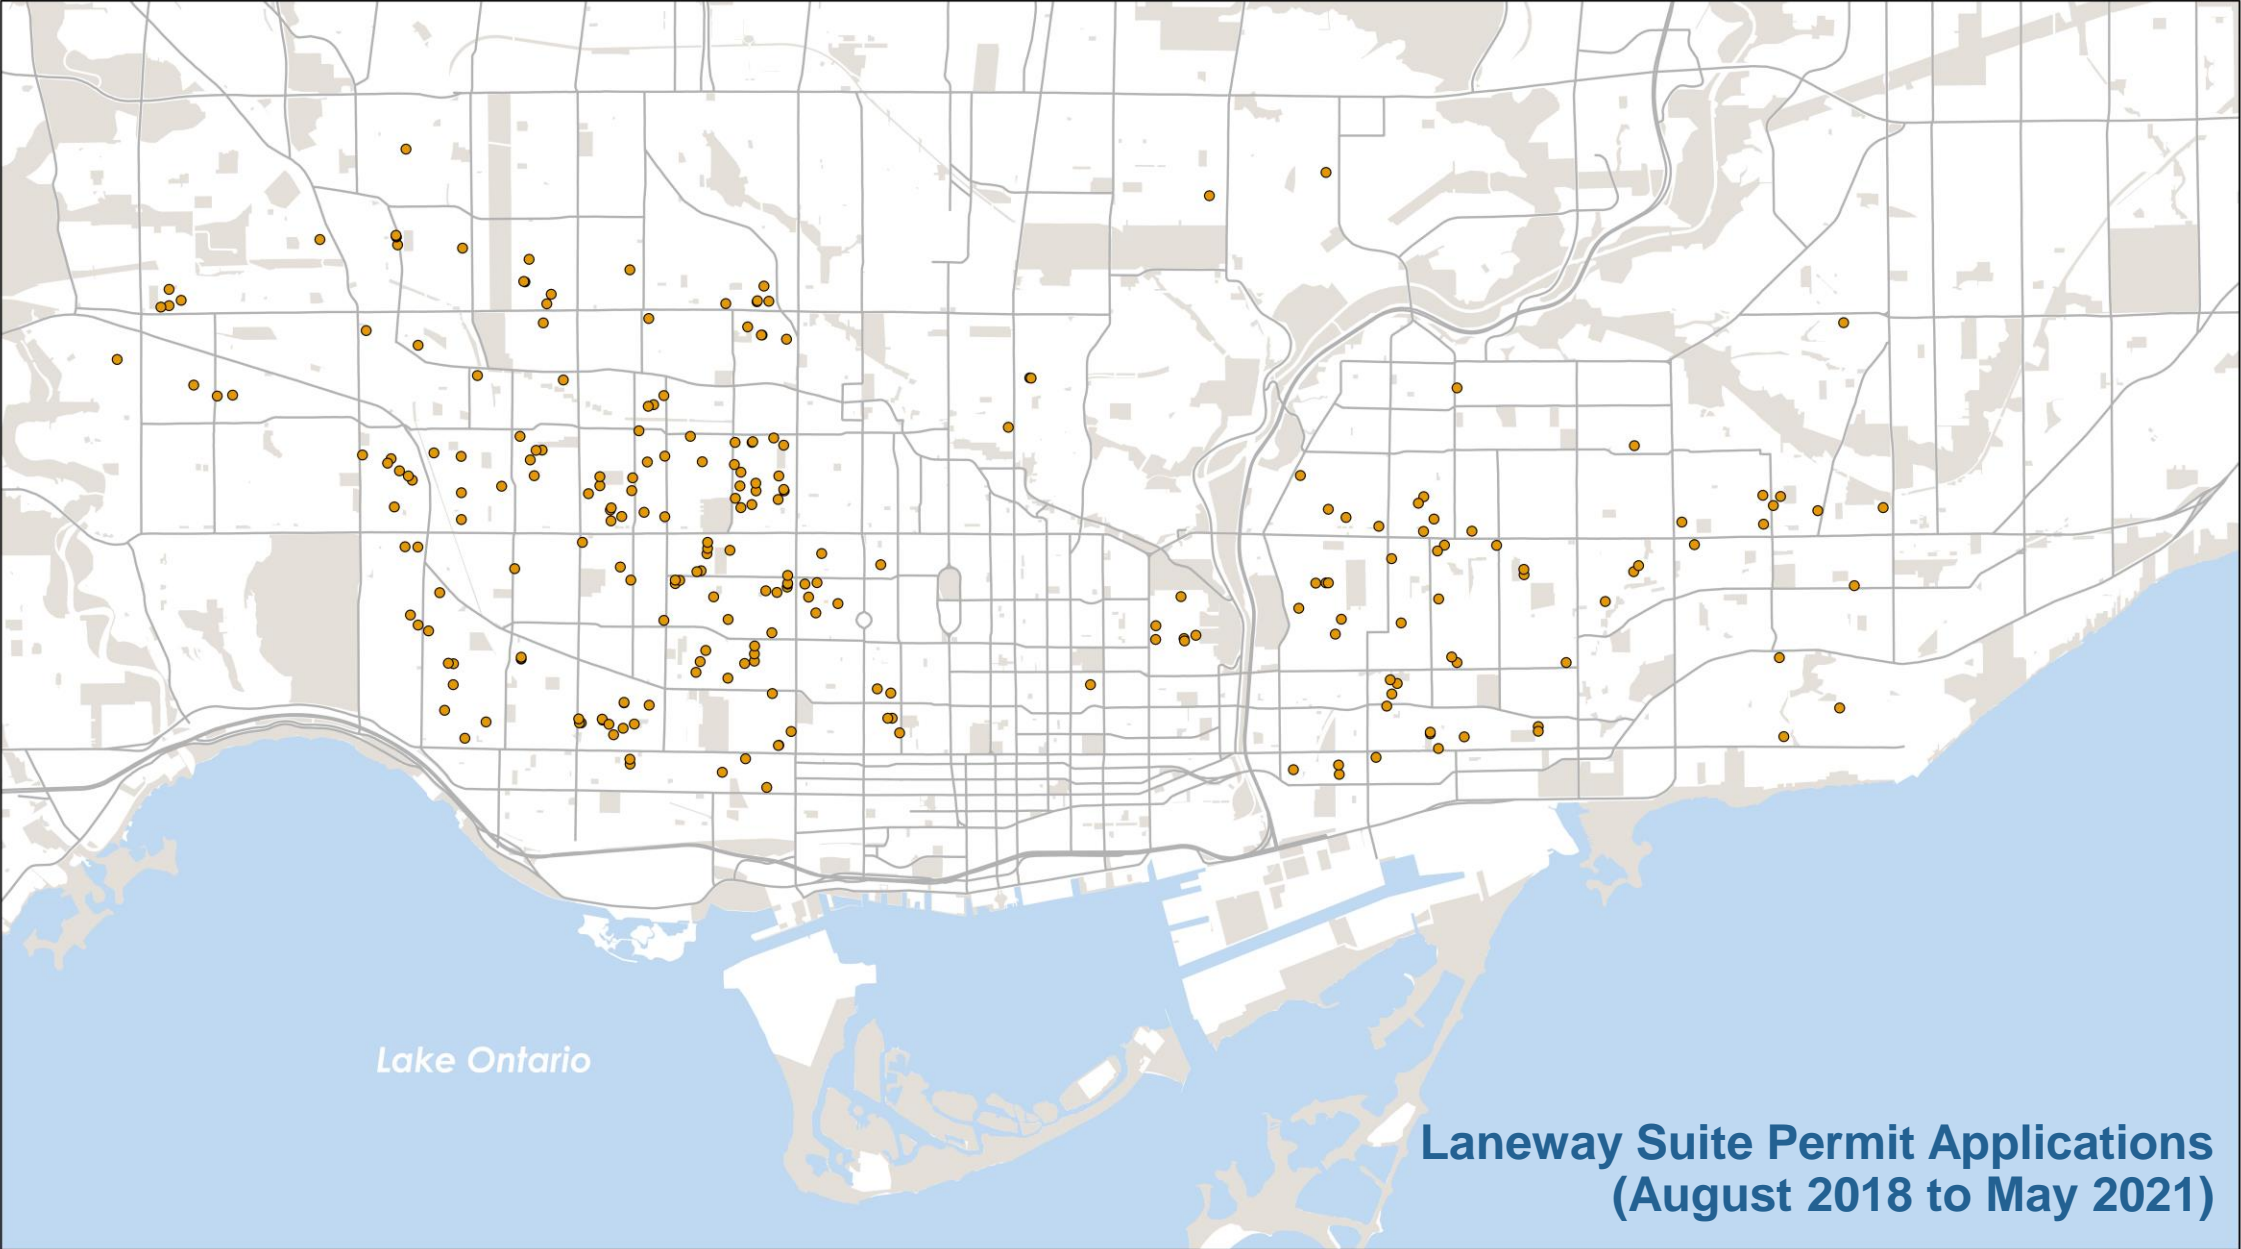 Lake Ontario
Laneway Suite Permit Applications
(August 2018 to May 2021)